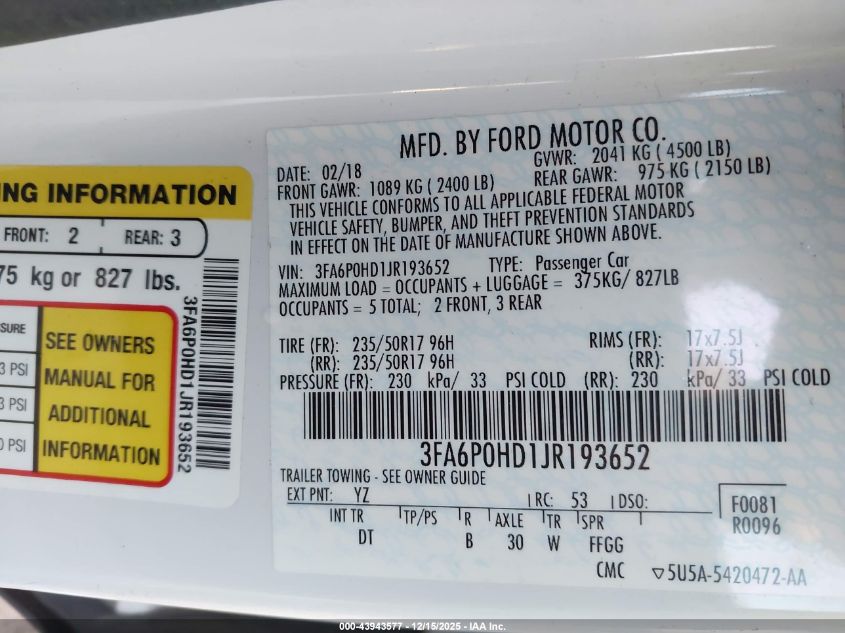 NG INFORMATION
FRONT: 2 REAR: 3
75 kg or 827 lbs.
SURE
3 PSI
3 PSI
0 PSI
SEE OWNERS
MANUAL FOR
ADDITIONAL
INFORMATION
3FA6P0HD1JR193652
MFD. BY FORD MOTOR CO.
DATE: 02/18 GVWR: 2041 KG ( 4500 LB)
FRONT GAWR: 1089 KG ( 2400 LB) REAR GAWR: 975 KG ( 2150 LB)
THIS VEHICLE CONFORMS TO ALL APPLICABLE FEDERAL MOTOR
VEHICLE SAFETY, BUMPER, AND THEFT PREVENTION STANDARDS
IN EFFECT ON THE DATE OF MANUFACTURE SHOWN ABOVE.
VIN: 3FA6P0HD1JR193652 TYPE: Passenger Car
MAXIMUM LOAD = OCCUPANTS + LUGGAGE = 375KG/ 827LB
OCCUPANTS = 5 TOTAL; 2 FRONT, 3 REAR
TIRE (FR): 235/50R17 96H RIMS (FR): 17x7.5J
(RR): 235/50R17 96H (RR): 17x7.5J
PRESSURE (FR): 230 kPa/ 33 PSI COLD (RR): 230 kPa/ 33 PSI COLD
3FA6P0HD1JR193652
TRAILER TOWING - SEE OWNER GUIDE
EXT PNT: YZ RC: 53 DSO: F0081
INT TR TP/PS R AXLE TR SPR R0096
DT B 30 W FFGG
CMC ▽5U5A-5420472-AA
000-43943577 - 12/15/2025 - IAA Inc.